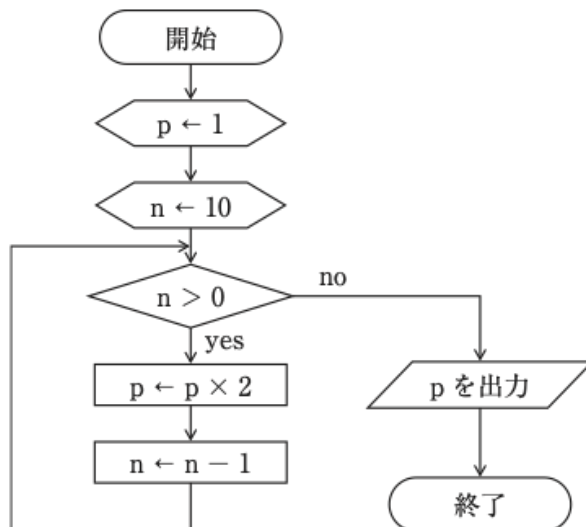 開始
p ← 1
n ← 10
n > 0
no
yes
p ← p × 2
n ← n − 1
p を出力
終了